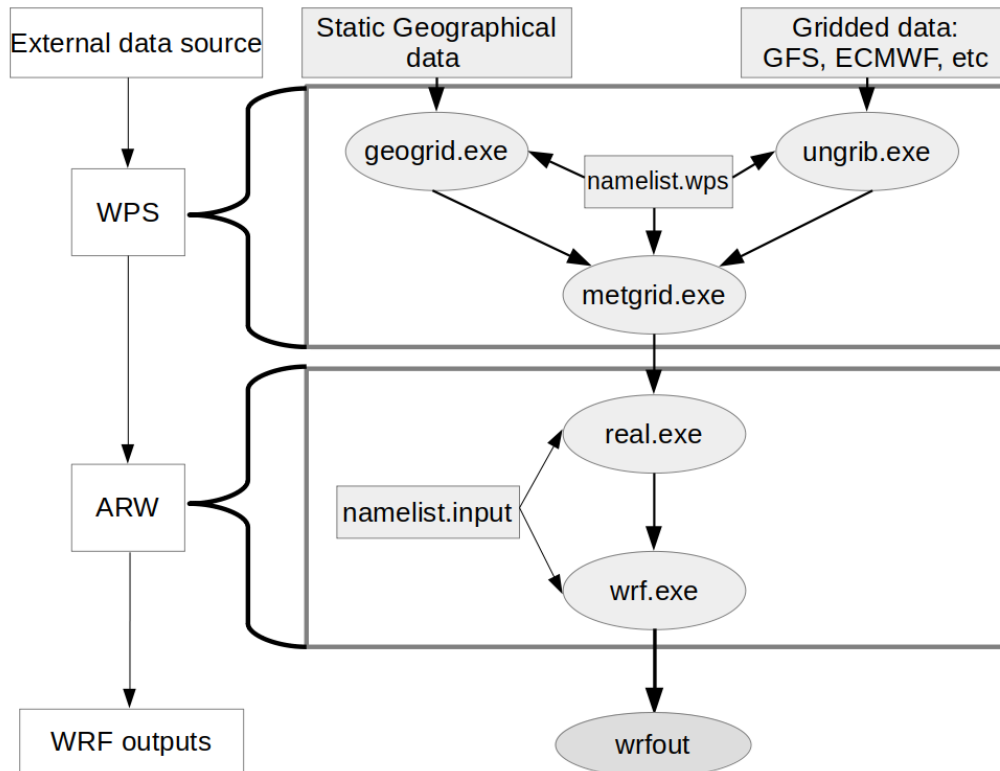 External data source
Static Geographical
data
Gridded data:
GFS, ECMWF, etc
geogrid.exe
ungrib.exe
namelist.wps
WPS
metgrid.exe
real.exe
ARW
namelist.input
wrf.exe
WRF outputs
wrfout